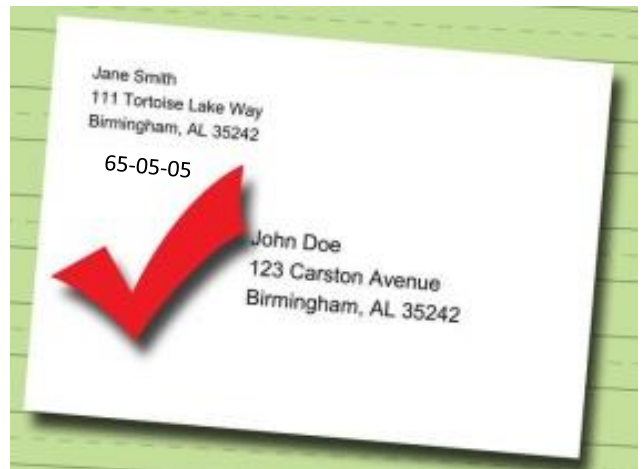 Jane Smith
111 Tortoise Lake Way
Birmingham, AL 35242
65-05-05
John Doe
123 Carston Avenue
Birmingham, AL 35242